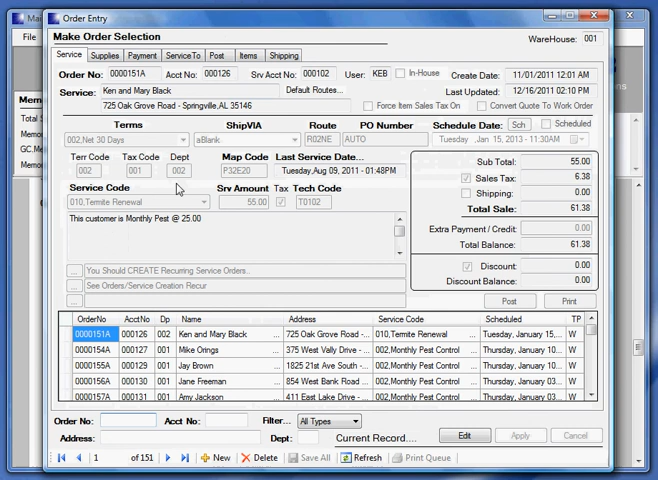 Order Entry
Make Order Selection
WareHouse: 001
Service Supplies Payment ServiceTo Post Items Shipping
Order No: 0000151A Acct No: 000126 Srv Acct No: 000102 User: KEB In-House Create Date: 11/01/2011 12:01 AM
Service: Ken and Mary Black Default Routes... Last Updated: 12/16/2011 02:10 PM
725 Oak Grove Road - Springville,AL 35146 Force Item Sales Tax On Convert Quote To Work Order
Terms ShipVIA Route PO Number Schedule Date: Sch Scheduled
002,Net 30 Days aBlank R02NE AUTO Tuesday , January 15, 2013 - 11:30AM
Terr Code Tax Code Dept Map Code Last Service Date...
002 001 002 P32E20 Tuesday,Aug 09, 2011 - 01:48PM
Sub Total: 55.00
Sales Tax: 6.38
Shipping: 0.00
Total Sale: 61.38
Service Code Srv Amount Tax Tech Code
010,Termite Renewal 55.00 T0102
This customer is Monthly Pest @ 25.00
Extra Payment / Credit: 0.00
Total Balance: 61.38
Discount: 0.00
Discount Balance: 0.00
... You Should CREATE Recurring Service Orders..
... See Orders/Service Creation Recur
...
Post Print
OrderNo AcctNo Dp Name Address Service Code Scheduled TP
0000151A 000126 002 Ken and Mary Black ... 725 Oak Grove Road -... 010,Termite Renewal ... Tuesday, January 15,... W
0000154A 000127 001 Mike Orings ... 375 West Vally Drive -... 002,Monthly Pest Control ... Thursday, January 10... W
0000155A 000129 001 Jay Brown ... 1825 21st Ave South -... 002,Monthly Pest Control ... Thursday, January 03... W
0000156A 000130 001 Jane Freeman ... 854 West Bank Road ... 002,Monthly Pest Control ... Thursday, January 03... W
0000157A 000131 001 Amy Jackson ... 411 East Lake Drive -... 002,Monthly Pest Control ... Thursday, January 03... W
Order No: Acct No: Filter... All Types
Address: Dept: Current Record.... Edit Apply Cancel
1 of 151 New Delete Save All Refresh Print Queue
File
Mem
Total S
Memor
GC.Me
Memor